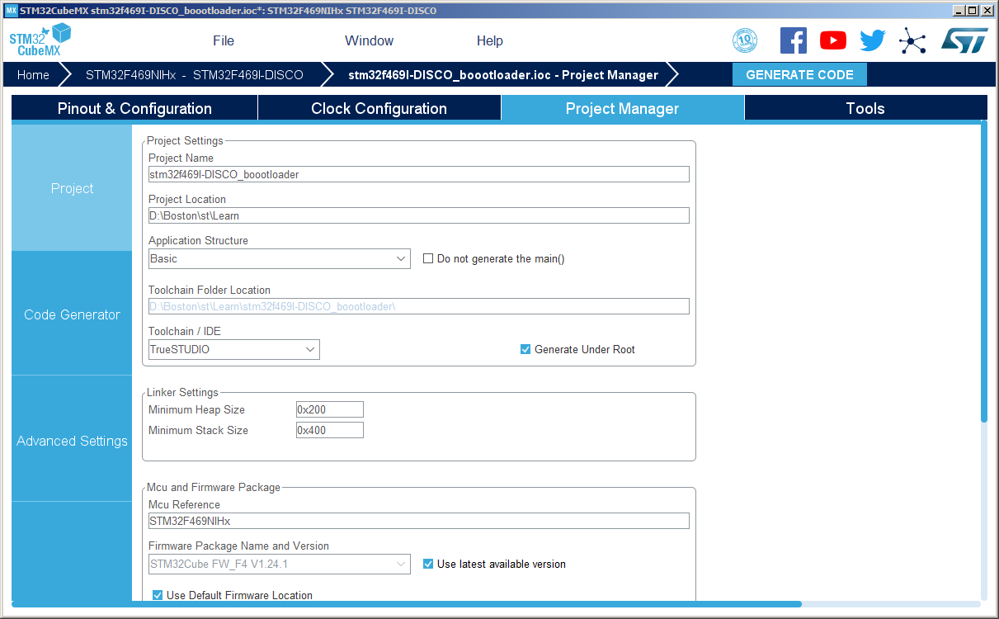 MX STM32CubeMX stm32f469I-DISCO_boootloader.ioc*: STM32F469NIHx STM32F469I-DISCO
STM32
CubeMX
File Window Help
10
ST
Home STM32F469NIHx - STM32F469I-DISCO stm32f469I-DISCO_boootloader.ioc - Project Manager GENERATE CODE
Pinout & Configuration Clock Configuration Project Manager Tools
Project
Code Generator
Advanced Settings
Project Settings
Project Name
stm32f469I-DISCO_boootloader
Project Location
D:\Boston\st\Learn
Application Structure
Basic Do not generate the main()
Toolchain Folder Location
D:\Boston\st\Learn\stm32f469I-DISCO_boootloader\
Toolchain / IDE
TrueSTUDIO Generate Under Root
Linker Settings
Minimum Heap Size 0x200
Minimum Stack Size 0x400
Mcu and Firmware Package
Mcu Reference
STM32F469NIHx
Firmware Package Name and Version
STM32Cube FW_F4 V1.24.1 Use latest available version
Use Default Firmware Location